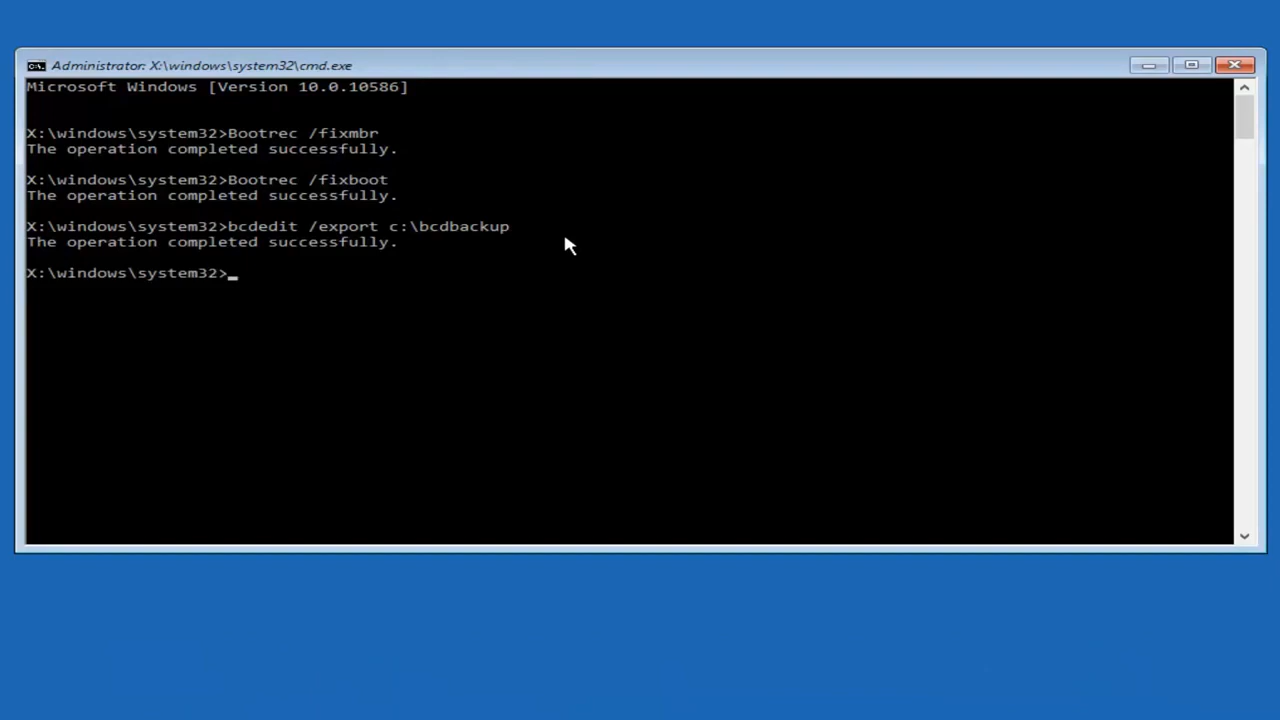 Administrator: X:\windows\system32\cmd.exe
Microsoft Windows [Version 10.0.10586]
X:\windows\system32>Bootrec /fixmbr
The operation completed successfully.
X:\windows\system32>Bootrec /fixboot
The operation completed successfully.
X:\windows\system32>bcdedit /export c:\bcdbackup
The operation completed successfully.
X:\windows\system32>